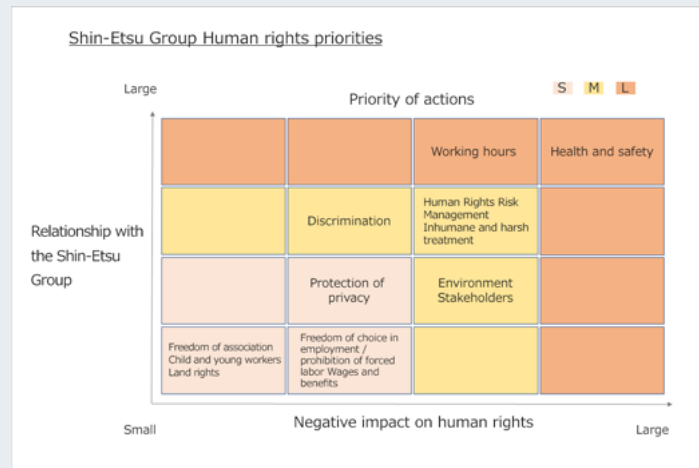 Shin-Etsu Group Human rights priorities
Large
Priority of actions
S M L
Working hours
Health and safety
Relationship with
the Shin-Etsu
Group
Discrimination
Human Rights Risk
Management
Inhumane and harsh
treatment
Protection of
privacy
Environment
Stakeholders
Freedom of association
Child and young workers
Land rights
Freedom of choice in
employment /
prohibition of forced
labor Wages and
benefits
Small
Negative impact on human rights
Large